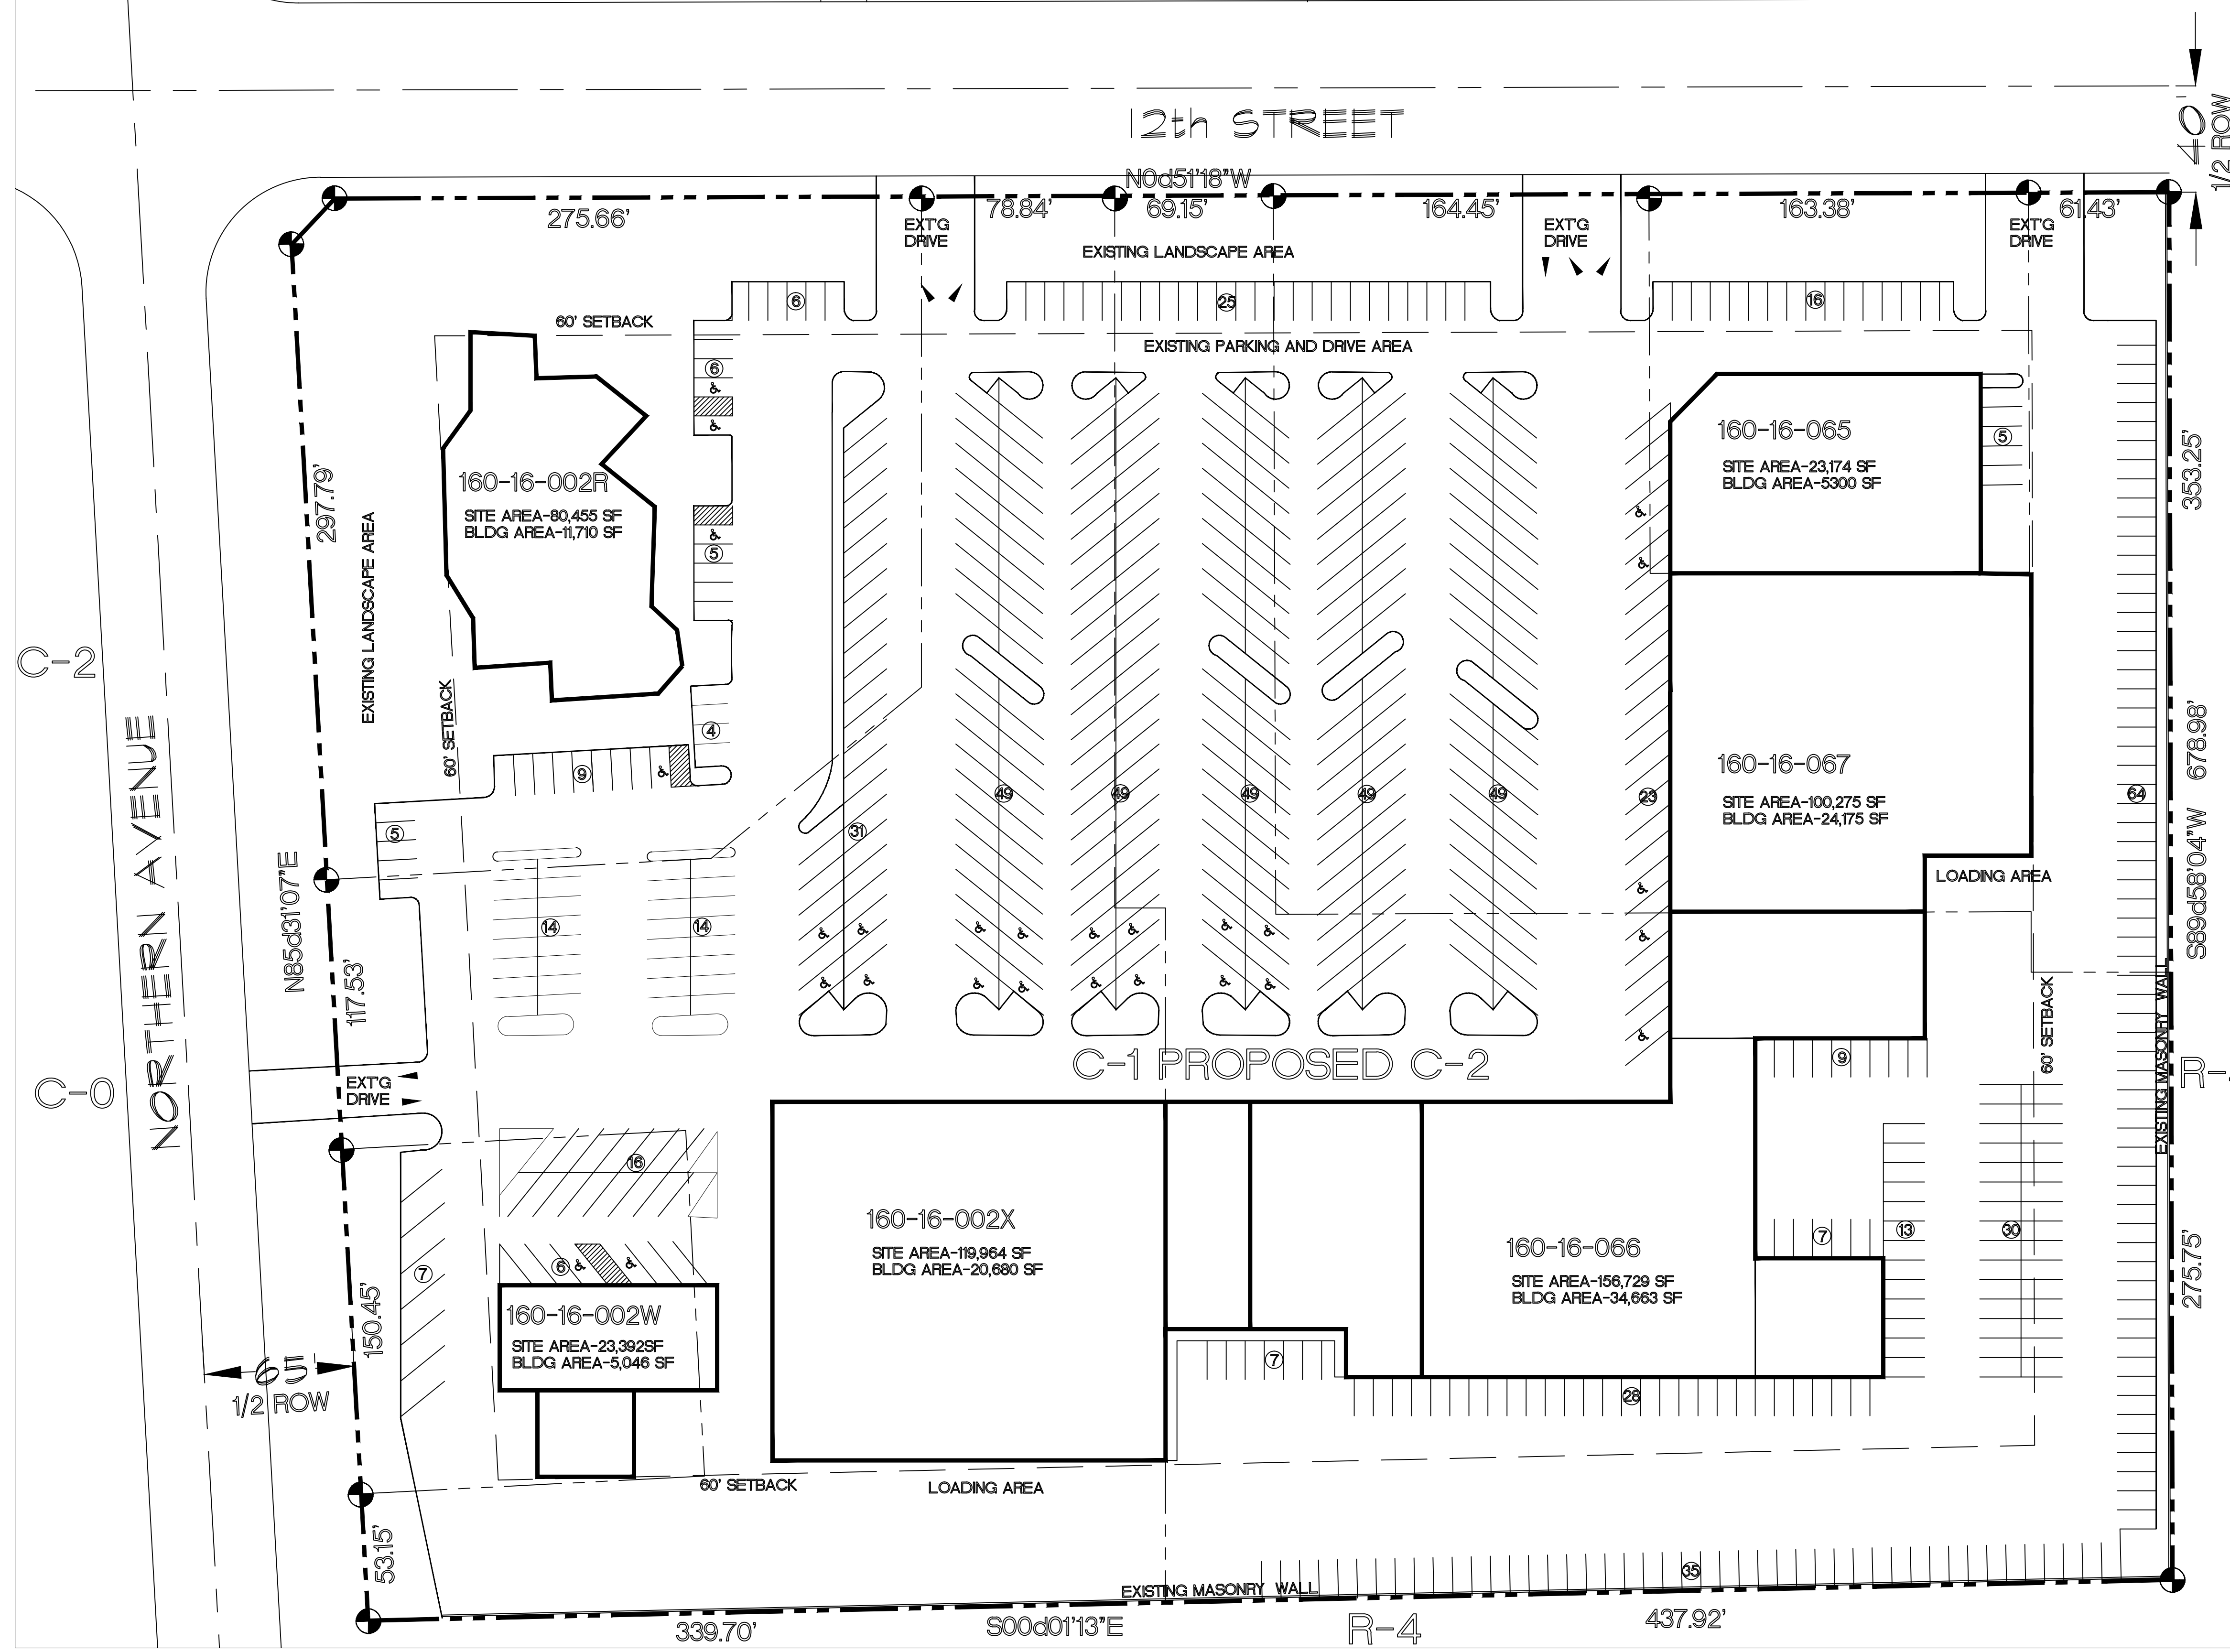 12th STREET
40
1/2 ROW
N0d51'18"W
275.66'
78.84'
69.15'
164.45'
163.38'
61.43'
EXT'G
DRIVE
EXISTING LANDSCAPE AREA
EXT'G
DRIVE
EXT'G
DRIVE
6
25
16
60' SETBACK
EXISTING PARKING AND DRIVE AREA
6
160-16-065
SITE AREA-23,174 SF
BLDG AREA-5300 SF
5
353.25'
297.79'
160-16-002R
SITE AREA-80,455 SF
BLDG AREA-11,710 SF
5
EXISTING LANDSCAPE AREA
C-2
60' SETBACK
4
9
NORTHERN AVENUE
160-16-067
SITE AREA-100,275 SF
BLDG AREA-24,175 SF
678.98'
S89d58'04"W
5
31
49
49
49
49
49
23
64
LOADING AREA
N85d31'07"E
117.53'
14
14
60' SETBACK
EXISTING MASONRY WALL
C-1 PROPOSED C-2
9
C-0
EXT'G
DRIVE
16
7
6
160-16-002X
SITE AREA-119,964 SF
BLDG AREA-20,680 SF
160-16-066
SITE AREA-156,729 SF
BLDG AREA-34,663 SF
7
13
30
275.75'
150.45'
160-16-002W
SITE AREA-23,392SF
BLDG AREA-5,046 SF
65'
1/2 ROW
7
28
60' SETBACK
LOADING AREA
53.15'
35
EXISTING MASONRY WALL
339.70'
S00d01'13"E
R-4
437.92'